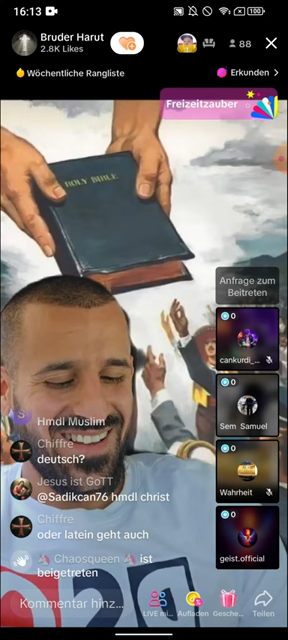 16:13
100
Bruder Harut
2.8K Likes
88
Wöchentliche Rangliste
Erkunden >
Freizeitzauber
HOLY BIBLE
Anfrage zum
Beitreten
0
cankurdi_...
0
Sem Samuel
0
Wahrheit
0
geist.official
S
Hmdl Muslim
Chiffre
deutsch?
Jesus ist GoTT
@Sadikcan76 hmdl christ
Chiffre
oder latein geht auch
Chaosqueen ist
beigetreten
Kommentar hinz...
LIVE mi...
Aufladen
Gesche...
Teilen